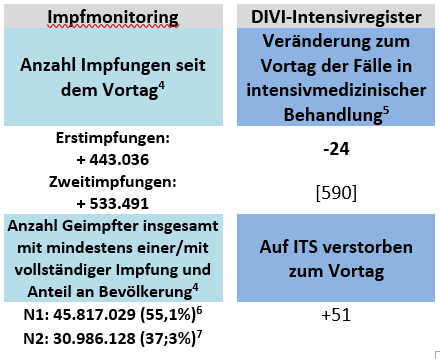 Impfmonitoring
DIVI-Intensivregister
Anzahl Impfungen seit
dem Vortag⁴
Veränderung zum
Vortag der Fälle in
intensivmedizinischer
Behandlung⁵
Erstimpfungen:
+ 443.036
Zweitimpfungen:
+ 533.491
-24
[590]
Anzahl Geimpfter insgesamt
mit mindestens einer/mit
vollständiger Impfung und
Anteil an Bevölkerung⁴
Auf ITS verstorben
zum Vortag
N1: 45.817.029 (55,1%)⁶
N2: 30.986.128 (37;3%)⁷
+51